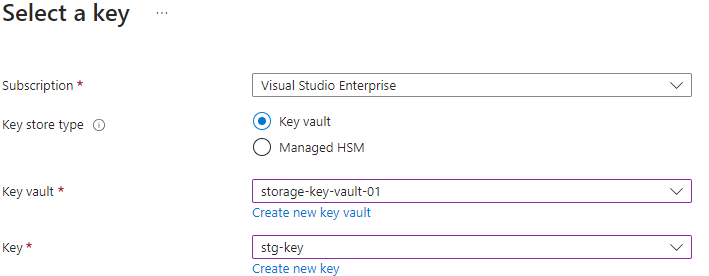 Select a key ...
Subscription *
Visual Studio Enterprise
Key store type
Key vault
Managed HSM
Key vault *
storage-key-vault-01
Create new key vault
Key *
stg-key
Create new key